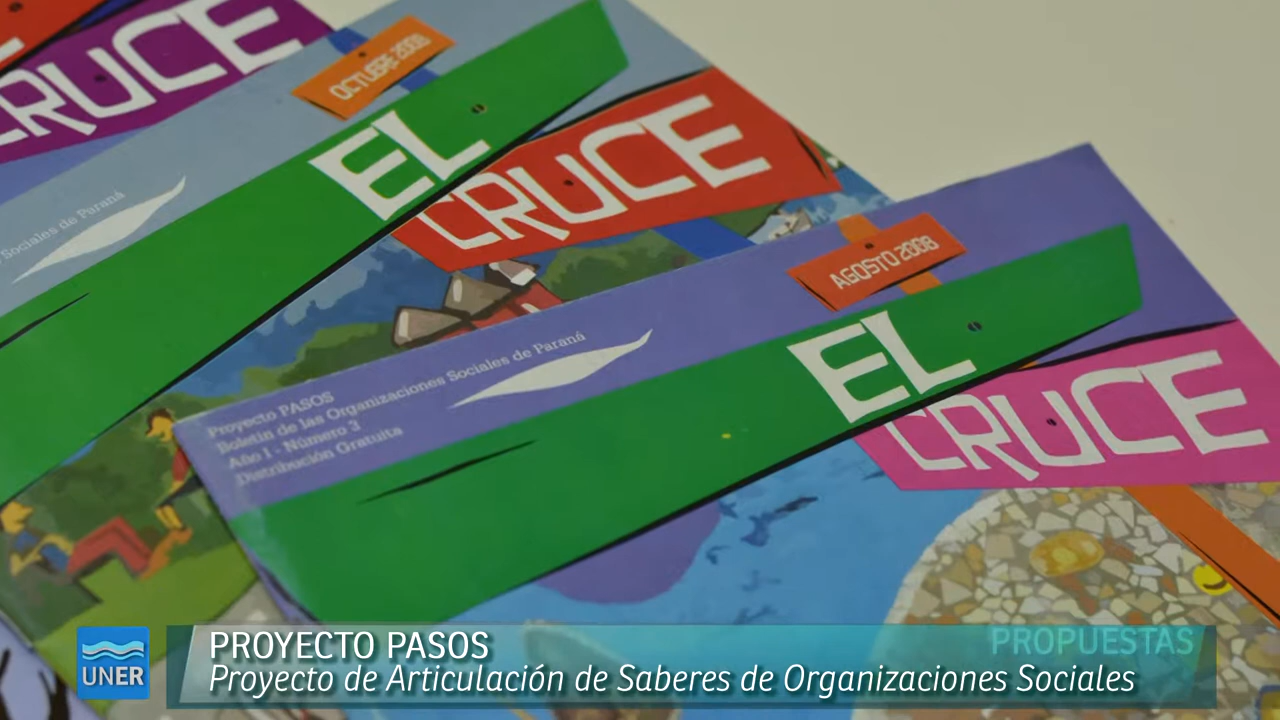 CRUCE
OCTUBRE 2008
EL
CRUCE
Sociales de Paraná
AGOSTO 2008
EL
CRUCE
Proyecto PASOS
Boletín de las Organizaciones Sociales de Paraná
Año 1 - Número 3
Distribución Gratuita
UNER
PROYECTO PASOS
PROPUESTAS
Proyecto de Articulación de Saberes de Organizaciones Sociales